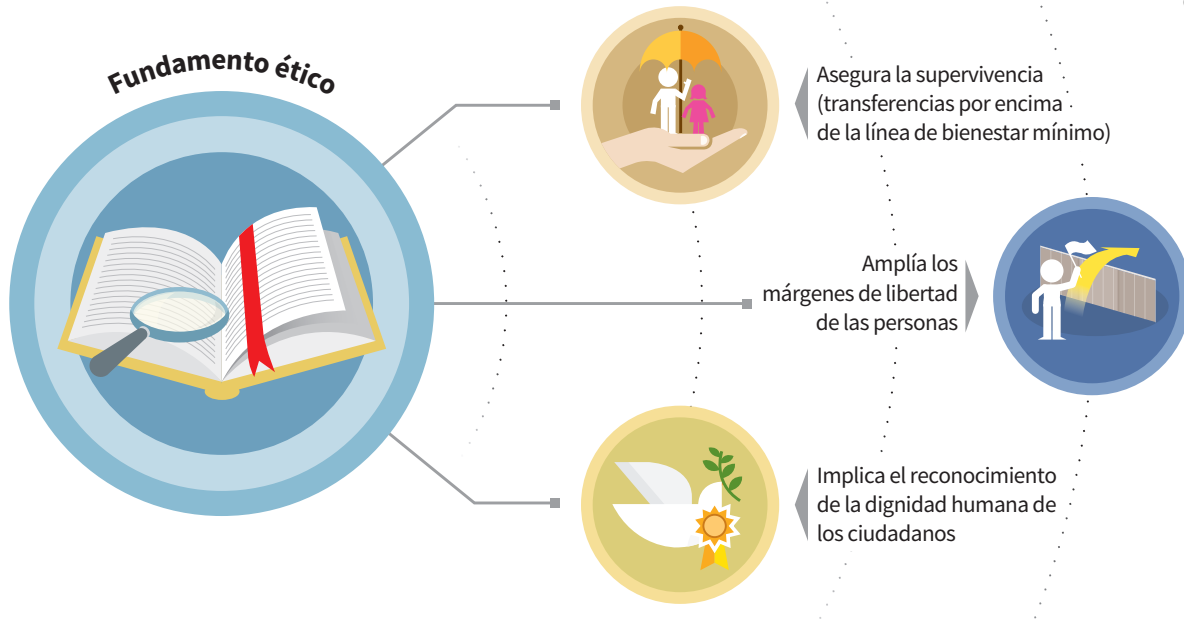 Fundamento ético
Asegura la supervivencia
(transferencias por encima
de la línea de bienestar mínimo)
Amplía los
márgenes de libertad
de las personas
Implica el reconocimiento
de la dignidad humana de
los ciudadanos